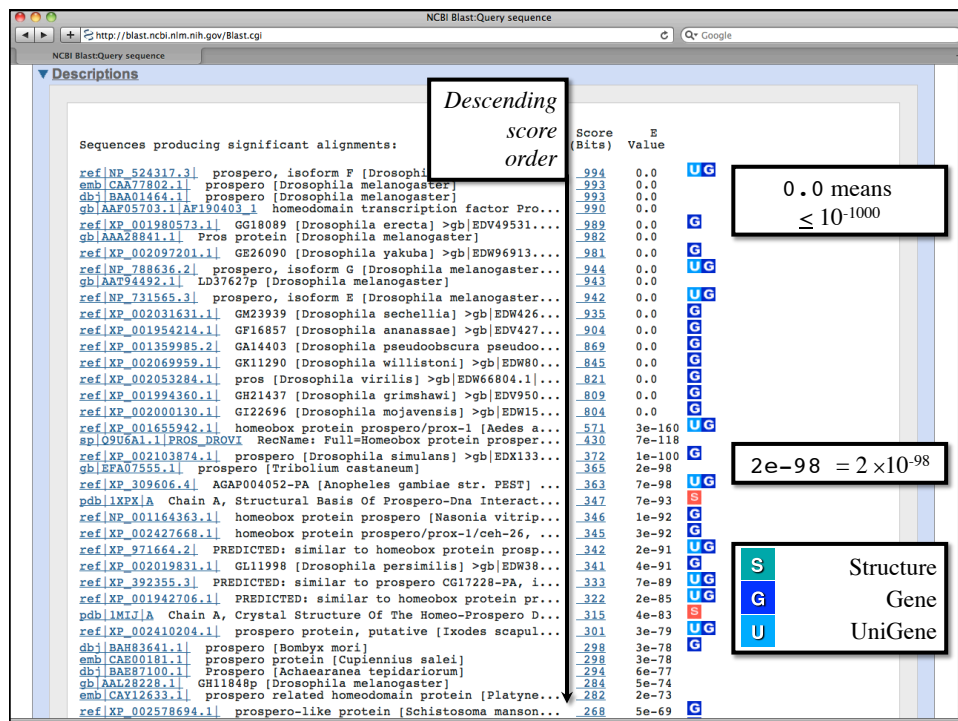 NCBI Blast:Query sequence
http://blast.ncbi.nlm.nih.gov/Blast.cgi
Google
NCBI Blast:Query sequence
Descriptions
Descending
score
order
Score E
Sequences producing significant alignments: (Bits) Value
ref|NP_524317.3| prospero, isoform F [Drosophi 994 0.0 U G
emb|CAA77802.1| prospero [Drosophila melanogaster] 993 0.0
dbj|BAA01464.1| prospero [Drosophila melanogaster] 993 0.0
gb|AAF05703.1|AF190403_1 homeodomain transcription factor Pro... 990 0.0
ref|XP_001980573.1| GG18089 [Drosophila erecta] >gb|EDV49531.... 989 0.0 G
gb|AAA28841.1| Pros protein [Drosophila melanogaster] 982 0.0
ref|XP_002097201.1| GE26090 [Drosophila yakuba] >gb|EDW96913.... 981 0.0 G
ref|NP_788636.2| prospero, isoform G [Drosophila melanogaster... 944 0.0 U G
gb|AAT94492.1| LD37627p [Drosophila melanogaster] 943 0.0
ref|NP_731565.3| prospero, isoform E [Drosophila melanogaster... 942 0.0 U G
ref|XP_002031631.1| GM23939 [Drosophila sechellia] >gb|EDW426... 935 0.0 G
ref|XP_001954214.1| GF16857 [Drosophila ananassae] >gb|EDV427... 904 0.0 G
ref|XP_001359985.2| GA14403 [Drosophila pseudoobscura pseudoo... 869 0.0 G
ref|XP_002069959.1| GK11290 [Drosophila willistoni] >gb|EDW80... 845 0.0 G
ref|XP_002053284.1| pros [Drosophila virilis] >gb|EDW66804.1|... 821 0.0 G
ref|XP_001994360.1| GH21437 [Drosophila grimshawi] >gb|EDV950... 809 0.0 G
ref|XP_002000130.1| GI22696 [Drosophila mojavensis] >gb|EDW15... 804 0.0 G
ref|XP_001655942.1| homeobox protein prospero/prox-1 [Aedes a... 571 3e-160 U G
sp|Q9U6A1.1|PROS_DROVI RecName: Full=Homeobox protein prosper... 430 7e-118
ref|XP_002103874.1| prospero [Drosophila simulans] >gb|EDX133... 372 1e-100 G
gb|EFA07555.1| prospero [Tribolium castaneum] 365 2e-98
ref|XP_309606.4| AGAP004052-PA [Anopheles gambiae str. PEST] ... 363 7e-98 U G
pdb|1XPX|A Chain A, Structural Basis Of Prospero-Dna Interact... 347 7e-93 S
ref|NP_001164363.1| homeobox protein prospero [Nasonia vitrip... 346 1e-92 G
ref|XP_002427668.1| homeobox protein prospero/prox-1/ceh-26, ... 345 3e-92 G
ref|XP_971664.2| PREDICTED: similar to homeobox protein prosp... 342 2e-91 U G
ref|XP_002019831.1| GL11998 [Drosophila persimilis] >gb|EDW38... 341 4e-91 G
ref|XP_392355.3| PREDICTED: similar to prospero CG17228-PA, i... 333 7e-89 U G
ref|XP_001942706.1| PREDICTED: similar to homeobox protein pr... 322 2e-85 U G
pdb|1MIJ|A Chain A, Crystal Structure Of The Homeo-Prospero D... 315 4e-83 S
ref|XP_002410204.1| prospero protein, putative [Ixodes scapul... 301 3e-79 U G
dbj|BAH83641.1| prospero [Bombyx mori] 298 3e-78 G
emb|CAE00181.1| prospero protein [Cupiennius salei] 298 3e-78
dbj|BAE87100.1| Prospero [Achaearanea tepidariorum] 294 6e-77
gb|AAL28228.1| GH11848p [Drosophila melanogaster] 284 5e-74
emb|CAY12633.1| prospero related homeodomain protein [Platyne... 282 2e-73
ref|XP_002578694.1| prospero-like protein [Schistosoma manson... 268 5e-69 G
0.0 means
≤ 10⁻¹⁰⁰⁰
2e-98 = 2 ×10⁻⁹⁸
S Structure
G Gene
U UniGene